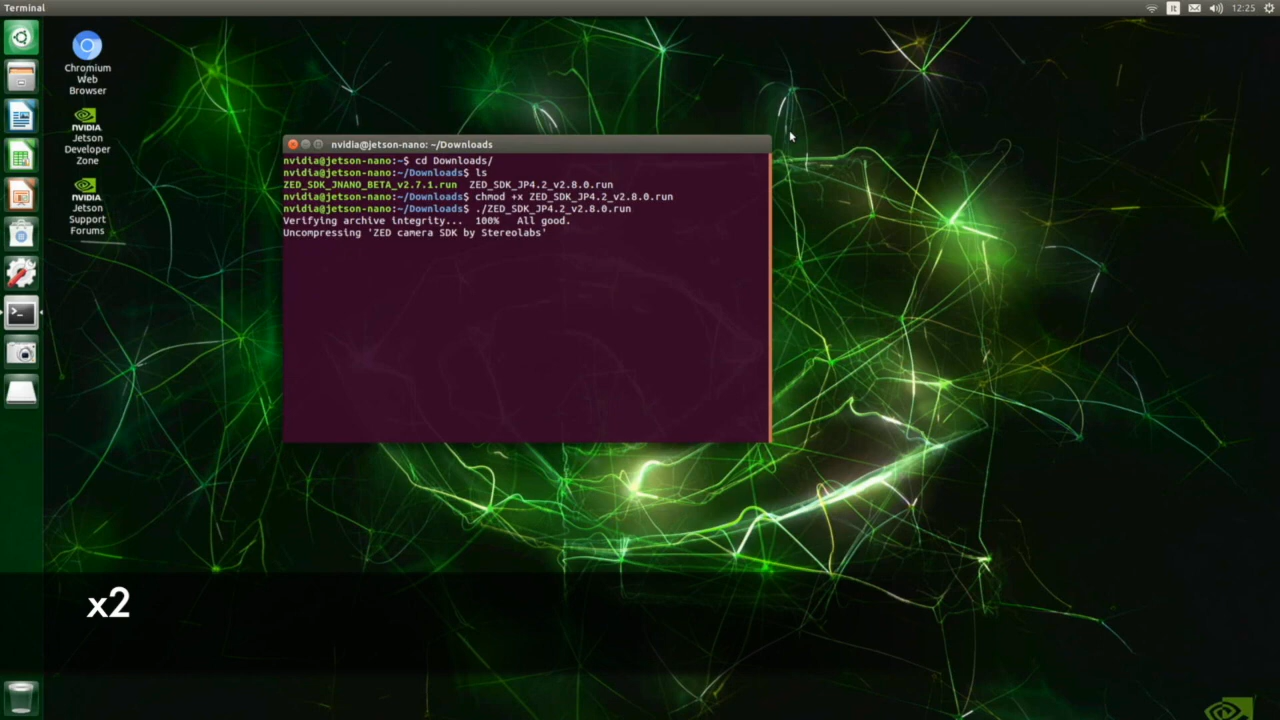 Terminal
It
12:25
Chromium
Web
Browser
NVIDIA
Jetson
Developer
Zone
NVIDIA
Jetson
Support
Forums
nvidia@jetson-nano: ~/Downloads
nvidia@jetson-nano:~$ cd Downloads/
nvidia@jetson-nano:~/Downloads$ ls
ZED_SDK_JNANO_BETA_v2.7.1.run  ZED_SDK_JP4.2_v2.8.0.run
nvidia@jetson-nano:~/Downloads$ chmod +x ZED_SDK_JP4.2_v2.8.0.run
nvidia@jetson-nano:~/Downloads$ ./ZED_SDK_JP4.2_v2.8.0.run
Verifying archive integrity...  100%   All good.
Uncompressing 'ZED camera SDK by Stereolabs'
x2